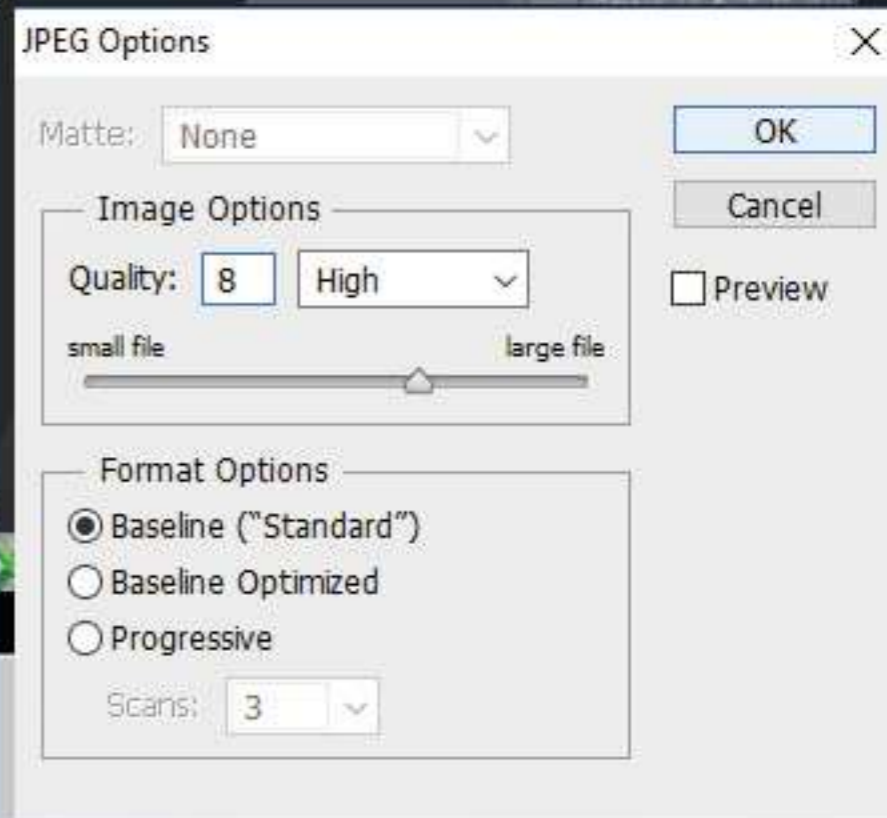 JPEG Options
Matte: None
OK
Cancel
Image Options
Quality: 8 High
Preview
small file large file
Format Options
Baseline (“Standard”)
Baseline Optimized
Progressive
Scans: 3